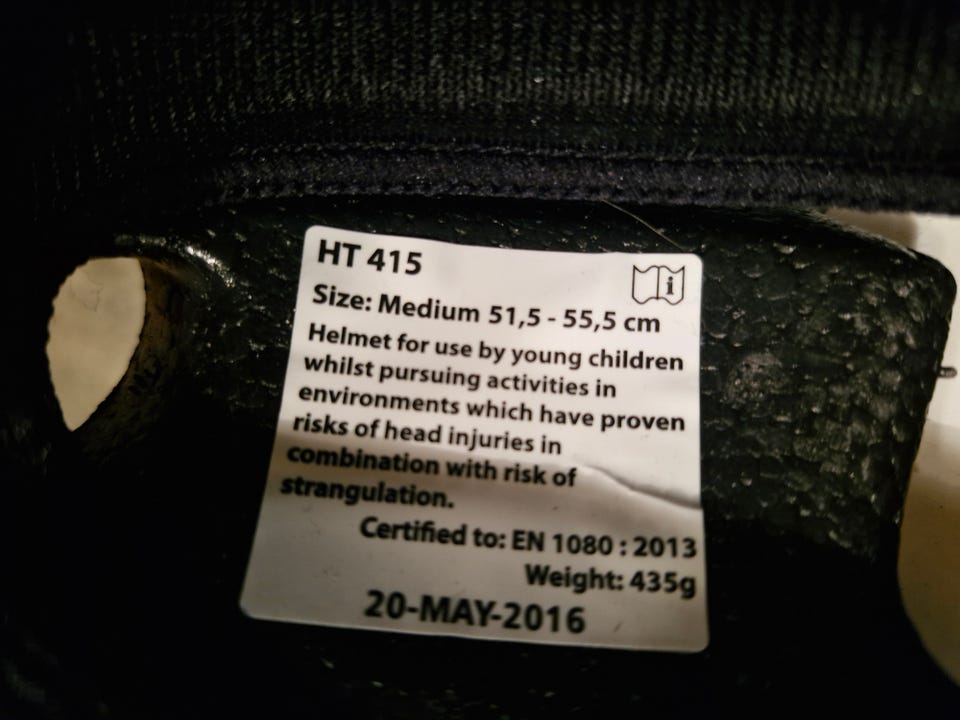 HT 415
i
Size: Medium 51,5 - 55,5 cm
Helmet for use by young children
whilst pursuing activities in
environments which have proven
risks of head injuries in
combination with risk of
strangulation.
Certified to: EN 1080 : 2013
Weight: 435g
20-MAY-2016